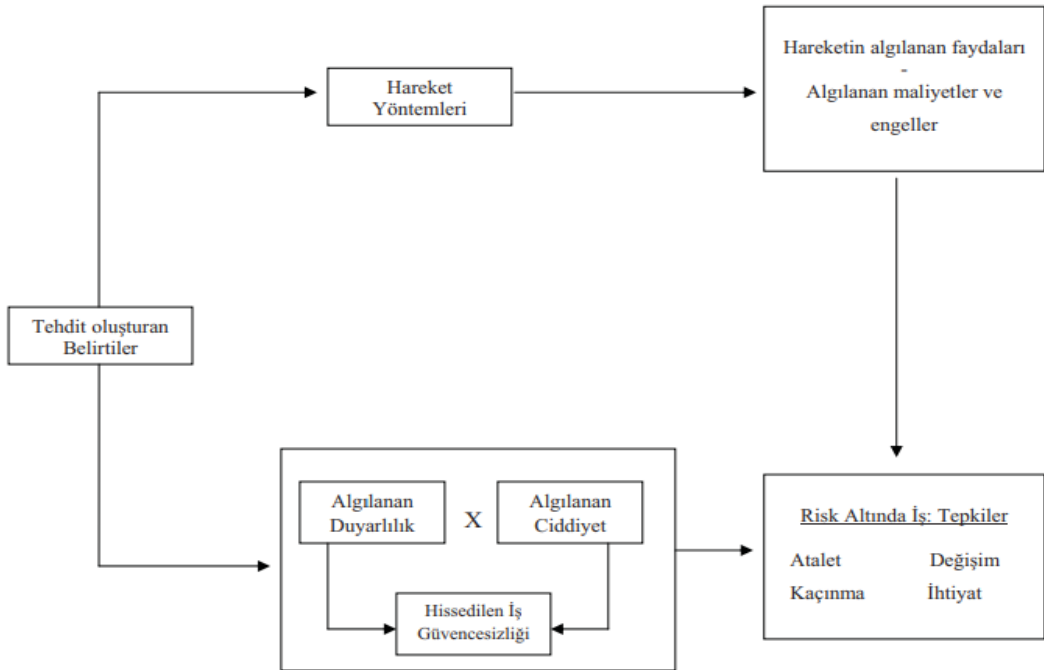 Hareketin algılanan faydaları
-
Algılanan maliyetler ve
engeller
Hareket
Yöntemleri
Tehdit oluşturan
Belirtiler
Algılanan
Duyarlılık
X
Algılanan
Ciddiyet
Hissedilen İş
Güvencesizliği
Risk Altında İş: Tepkiler
Atalet Değişim
Kaçınma İhtiyat